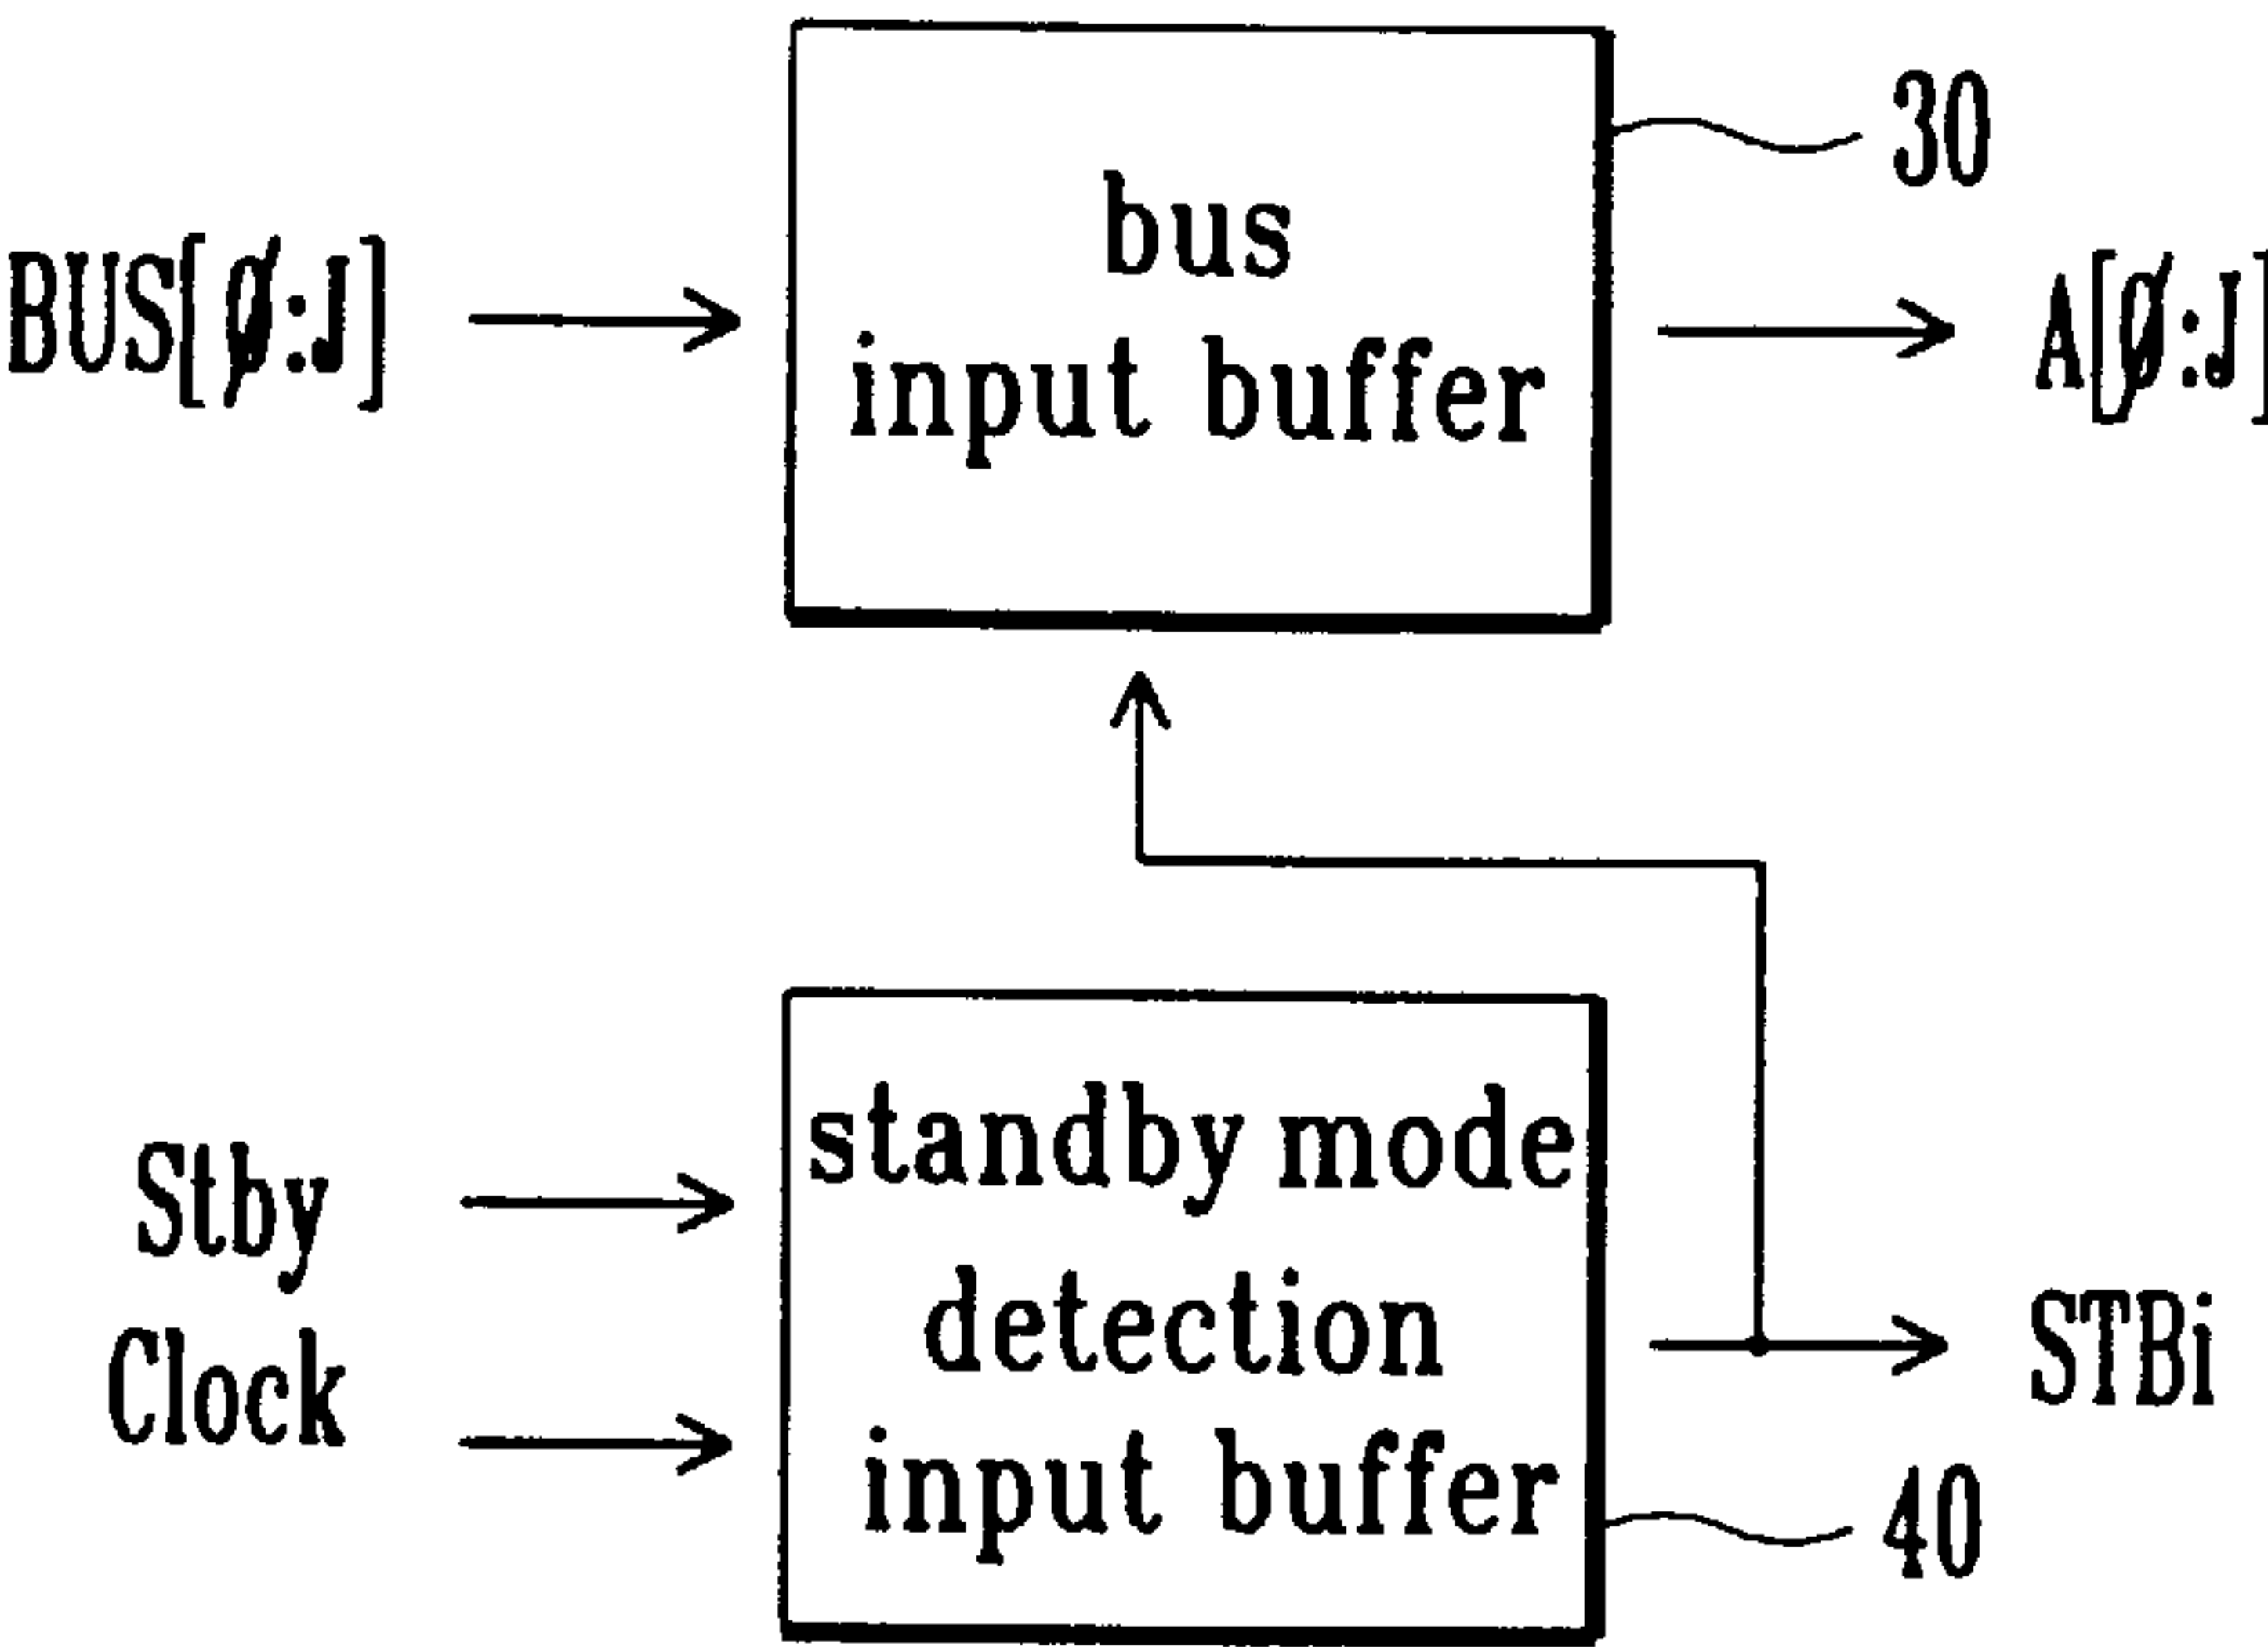 bus
input buffer
30
BUS[ø:J]
A[ø:J]
standby mode
detection
input buffer
Stby
Clock
STBi
40